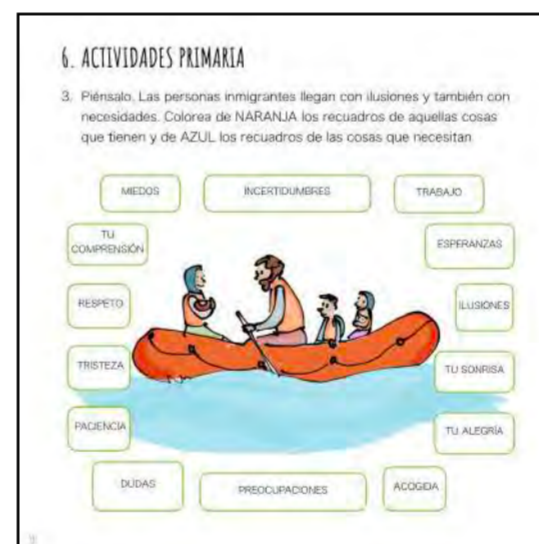 6. ACTIVIDADES PRIMARIA
3. Piénsalo. Las personas inmigrantes llegan con ilusiones y también con
necesidades. Colorea de NARANJA los recuadros de aquellas cosas
que tienen y de AZUL los recuadros de las cosas que necesitan
MIEDOS
INCERTIDUMBRES
TRABAJO
TU
COMPRENSIÓN
ESPERANZAS
RESPETO
ILUSIONES
TRISTEZA
TU SONRISA
PACIENCIA
TU ALEGRÍA
DUDAS
PREOCUPACIONES
ACOGIDA